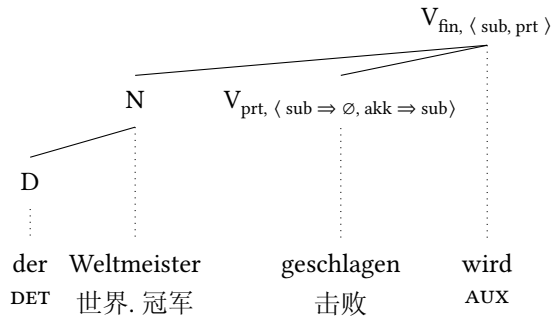 V_fin, ⟨ sub, prt ⟩
N V_prt, ⟨ sub ⇒ ∅, akk ⇒ sub⟩
D
der Weltmeister geschlagen wird
DET 世界. 冠军 击败 AUX